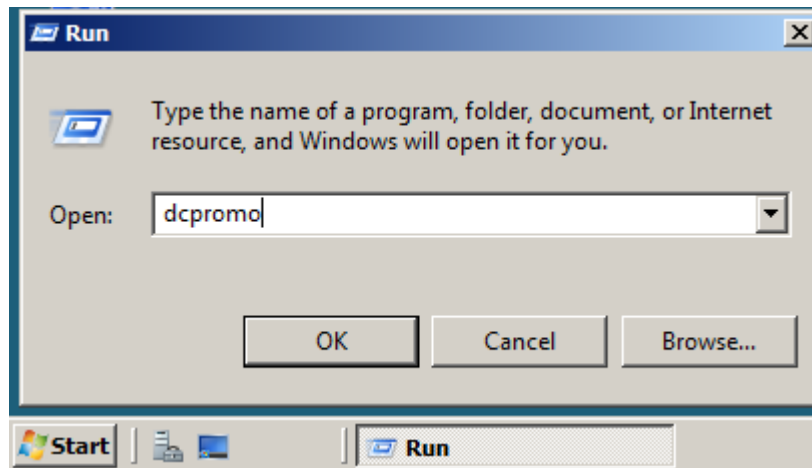 Run
Type the name of a program, folder, document, or Internet
resource, and Windows will open it for you.
Open:
dcpromo
OK
Cancel
Browse...
Start
Run